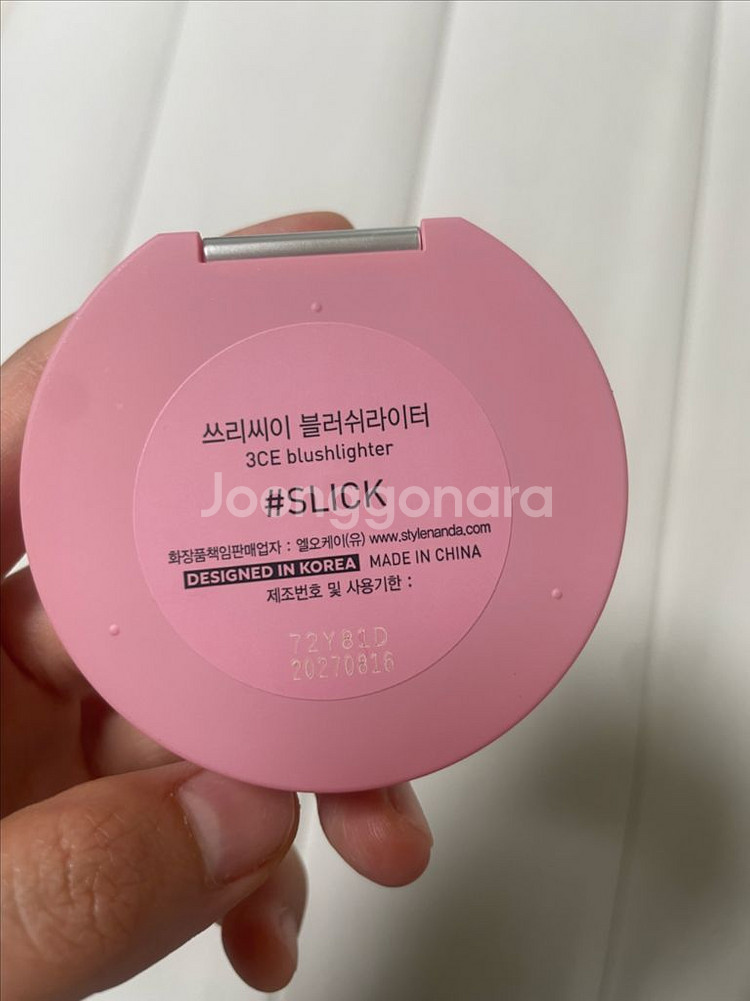 쓰리씨이 블러쉬라이터
3CE blushlighter
#SLICK
Joonggonara
화장품책임판매업자 : 엘오케이(유) www.stylenanda.com
DESIGNED IN KOREA MADE IN CHINA
제조번호 및 사용기한 :
72Y81D
20270816